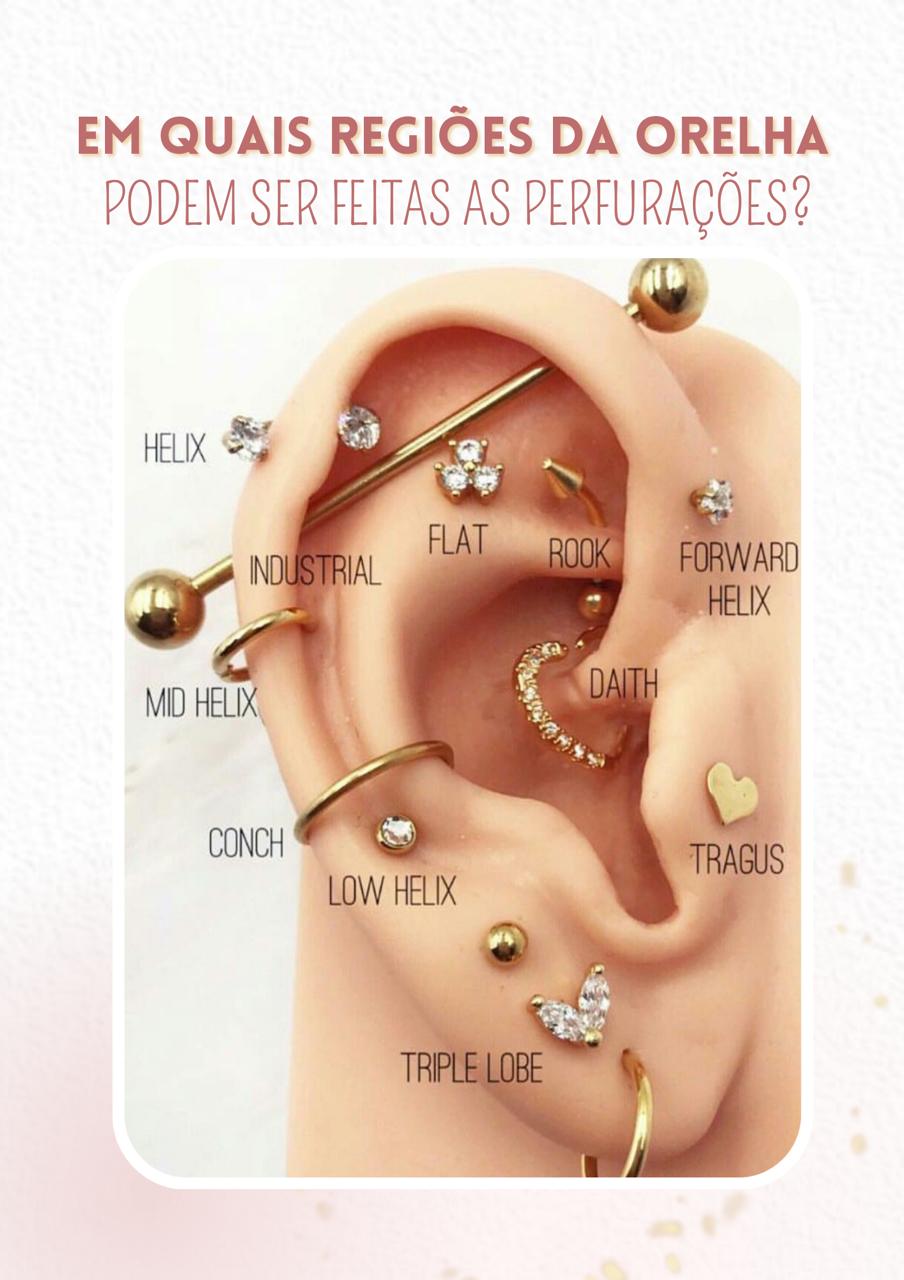 EM QUAIS REGIÕES DA ORELHA
PODEM SER FEITAS AS PERFURAÇÕES?
HELIX
FLAT
ROOK
FORWARD
HELIX
INDUSTRIAL
DAITH
MID HELIX
CONCH
TRAGUS
LOW HELIX
TRIPLE LOBE